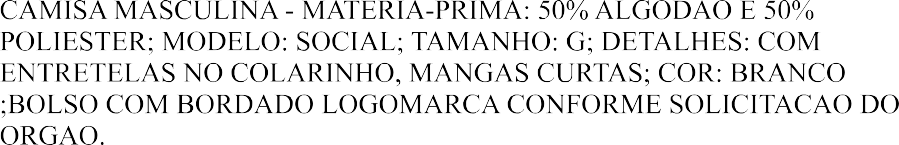 CAMISA MASCULINA - MATERIA-PRIMA: 50% ALGODAO E 50%
POLIESTER; MODELO: SOCIAL; TAMANHO: G; DETALHES: COM
ENTRETELAS NO COLARINHO, MANGAS CURTAS; COR: BRANCO
;BOLSO COM BORDADO LOGOMARCA CONFORME SOLICITACAO DO
ORGAO.